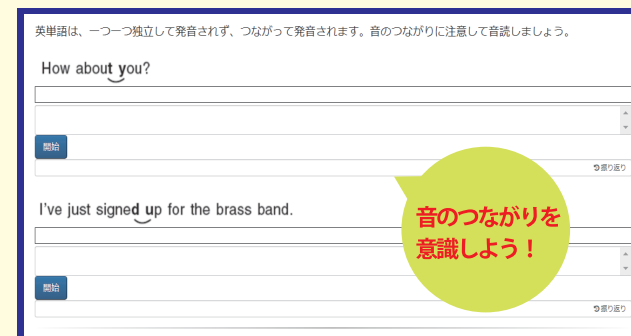 英単語は、一つ一つ独立して発音されず、つながって発音されます。音のつながりに注意して音読しましょう。
How about you?
開始
振り返り
I've just signed up for the brass band.
音のつながりを
意識しよう！
開始
振り返り